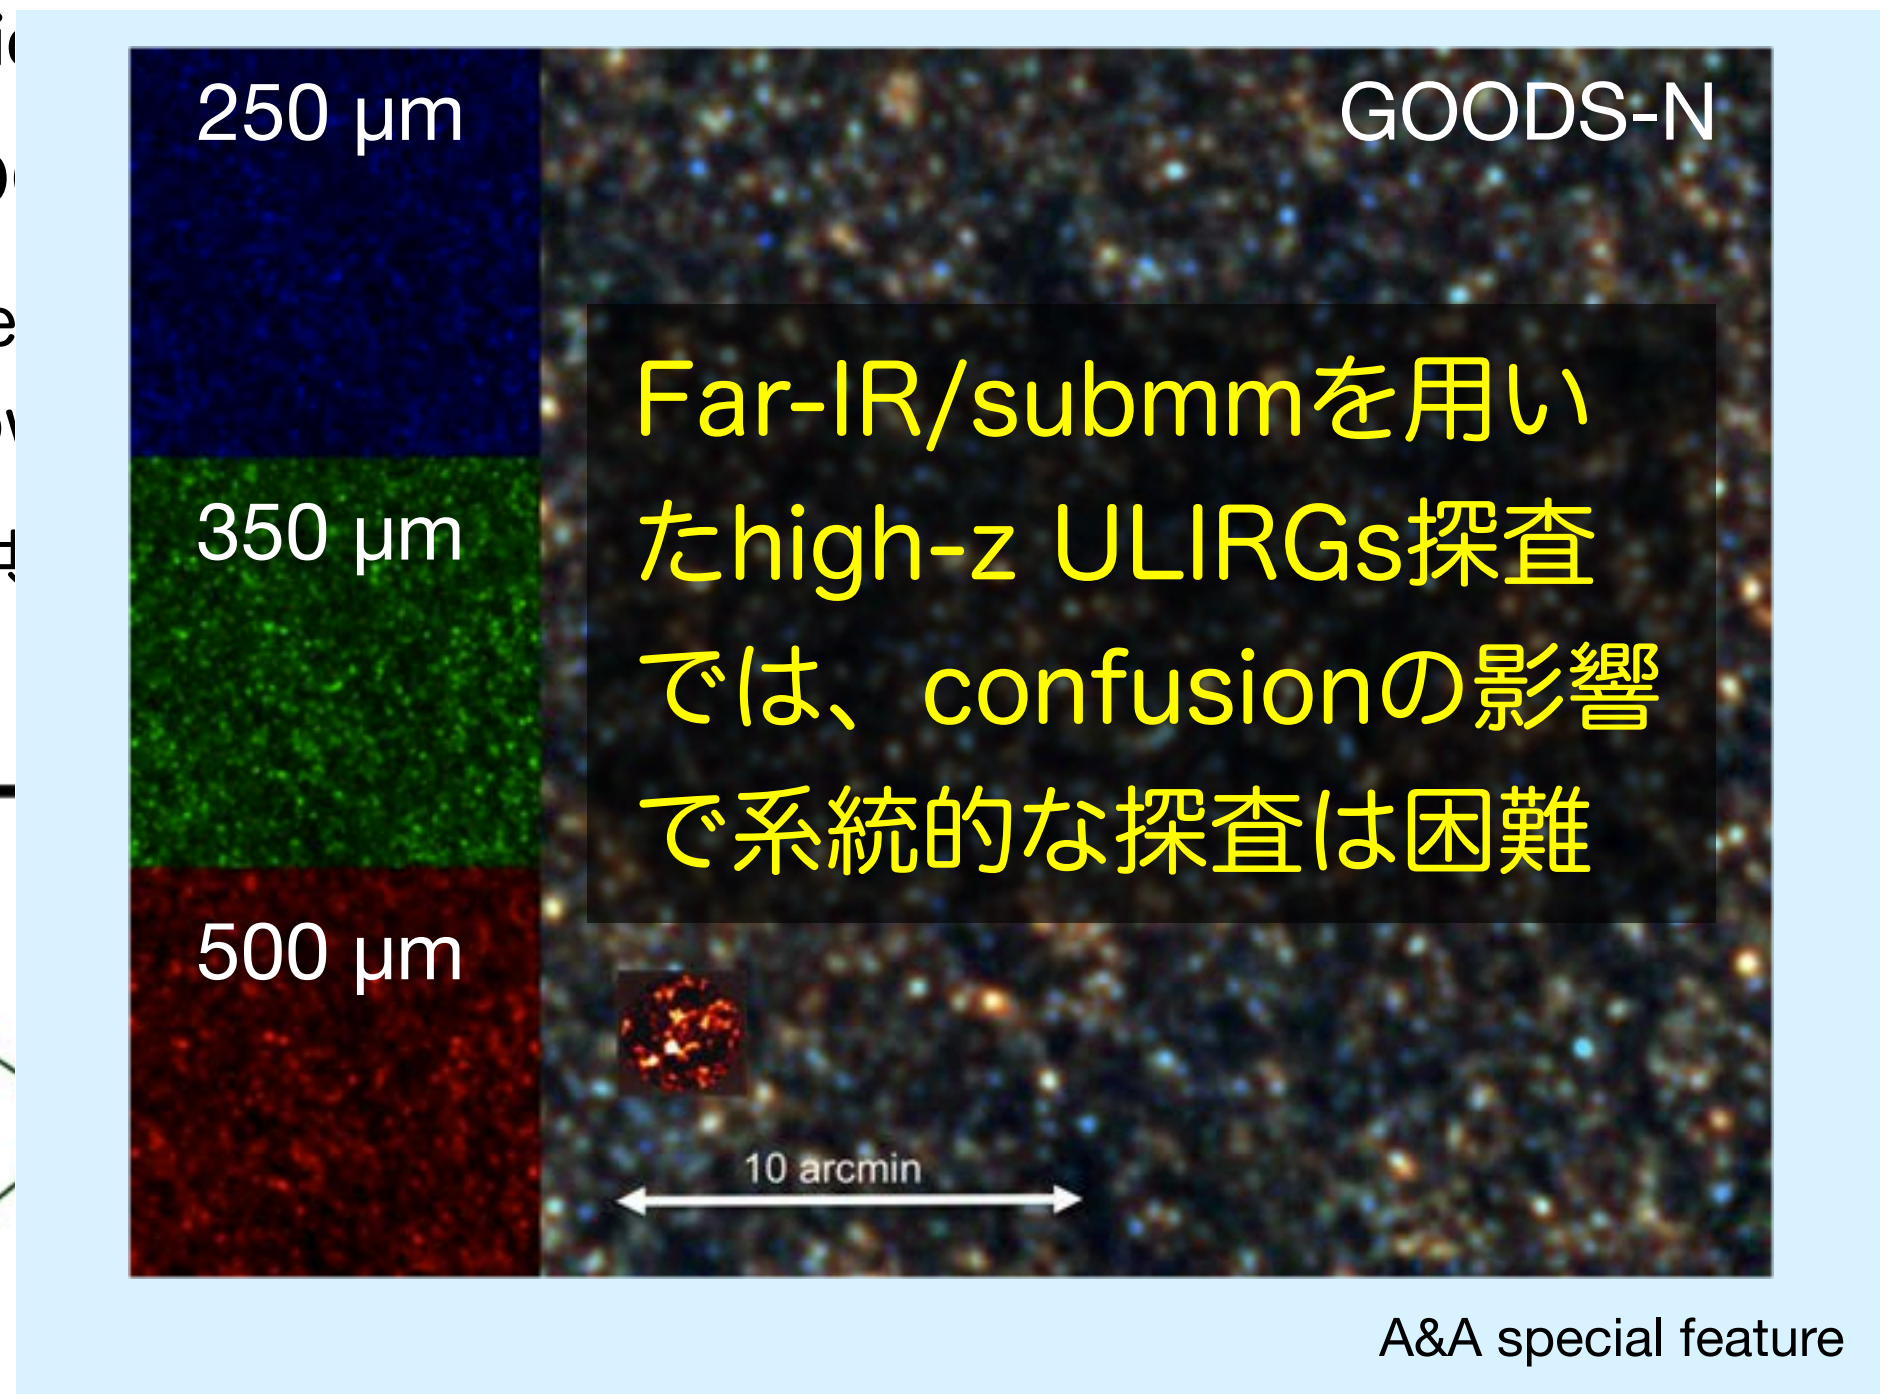 250 µm
GOODS-N
350 µm
500 µm
Far-IR/submmを用い
たhigh-z ULIRGs探査
では、confusionの影響
で系統的な探査は困難
10 arcmin
A&A special feature